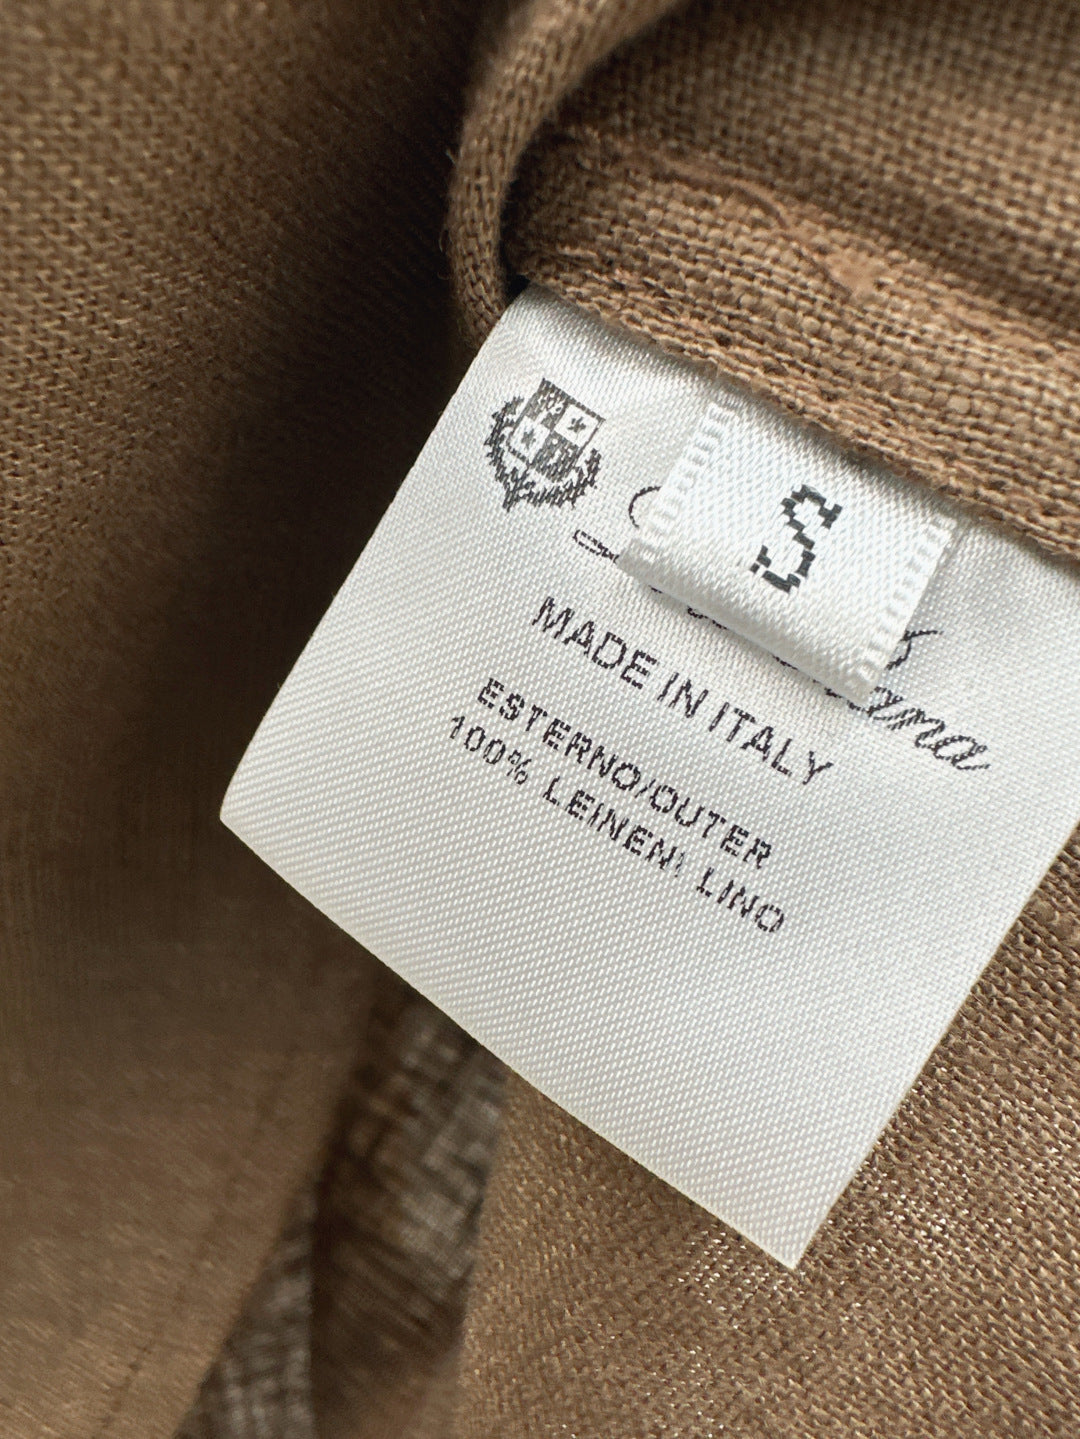 S
MADE IN ITALY
ESTERNO/OUTER
100% LEINEN\ LINO